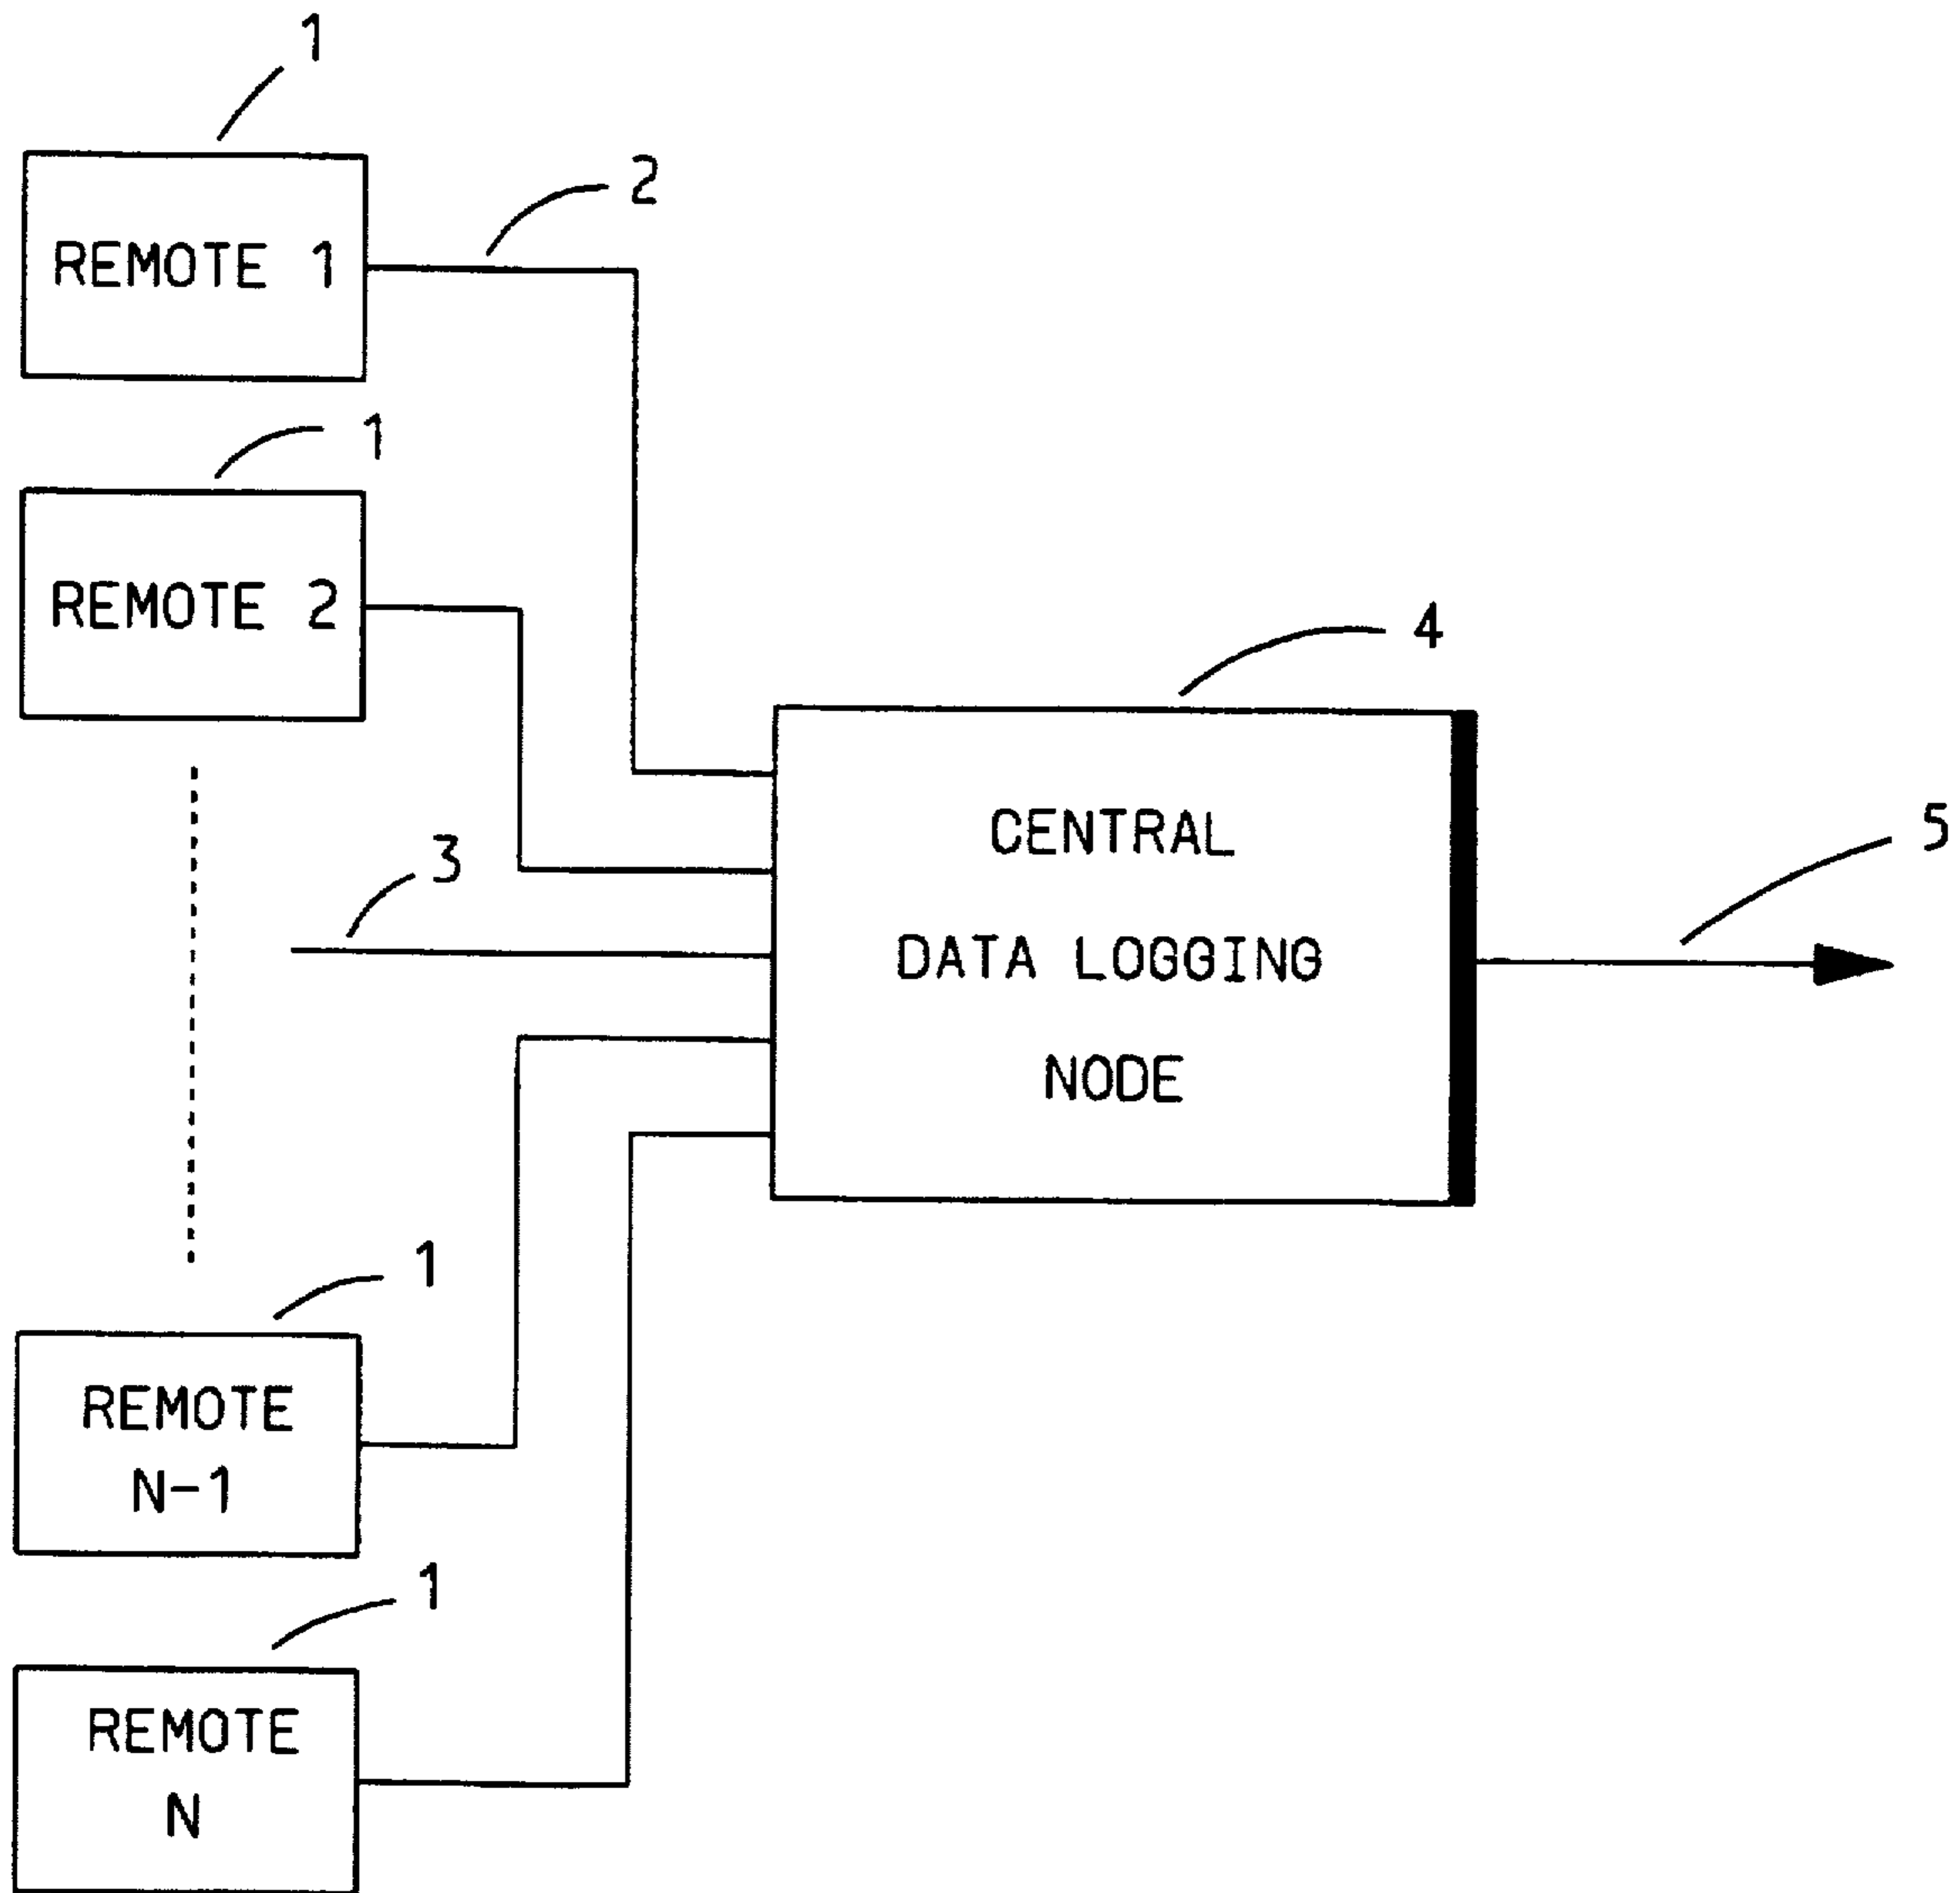 1
REMOTE 1
2
1
REMOTE 2
4
CENTRAL
DATA LOGGING
NODE
3
5
1
REMOTE
N-1
1
REMOTE
N